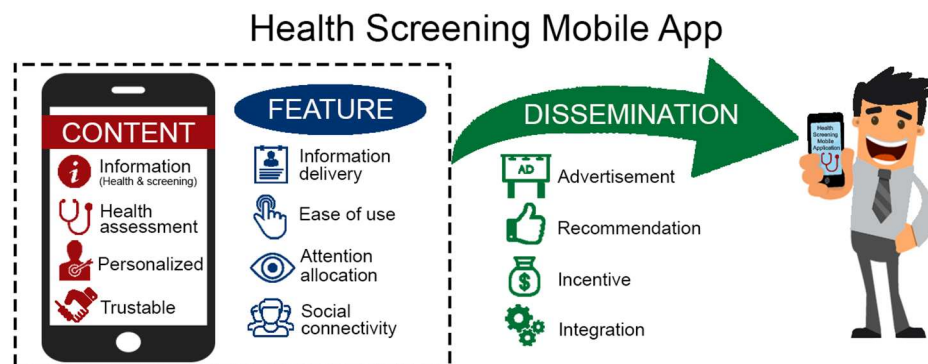 Health Screening Mobile App
CONTENT
Information
(Health & screening)
Health
assessment
Personalized
Trustable
FEATURE
Information
delivery
Ease of use
Attention
allocation
Social
connectivity
DISSEMINATION
AD
Advertisement
Recommendation
$
Incentive
Integration
Health
Screening
Mobile
Application